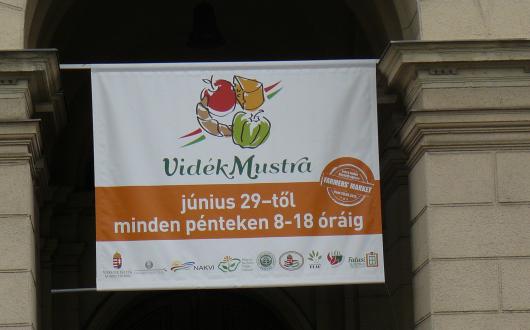 VidékMustra
FARMERS' MARKET
június 29-től
minden pénteken 8-18 óráig
NAKVI